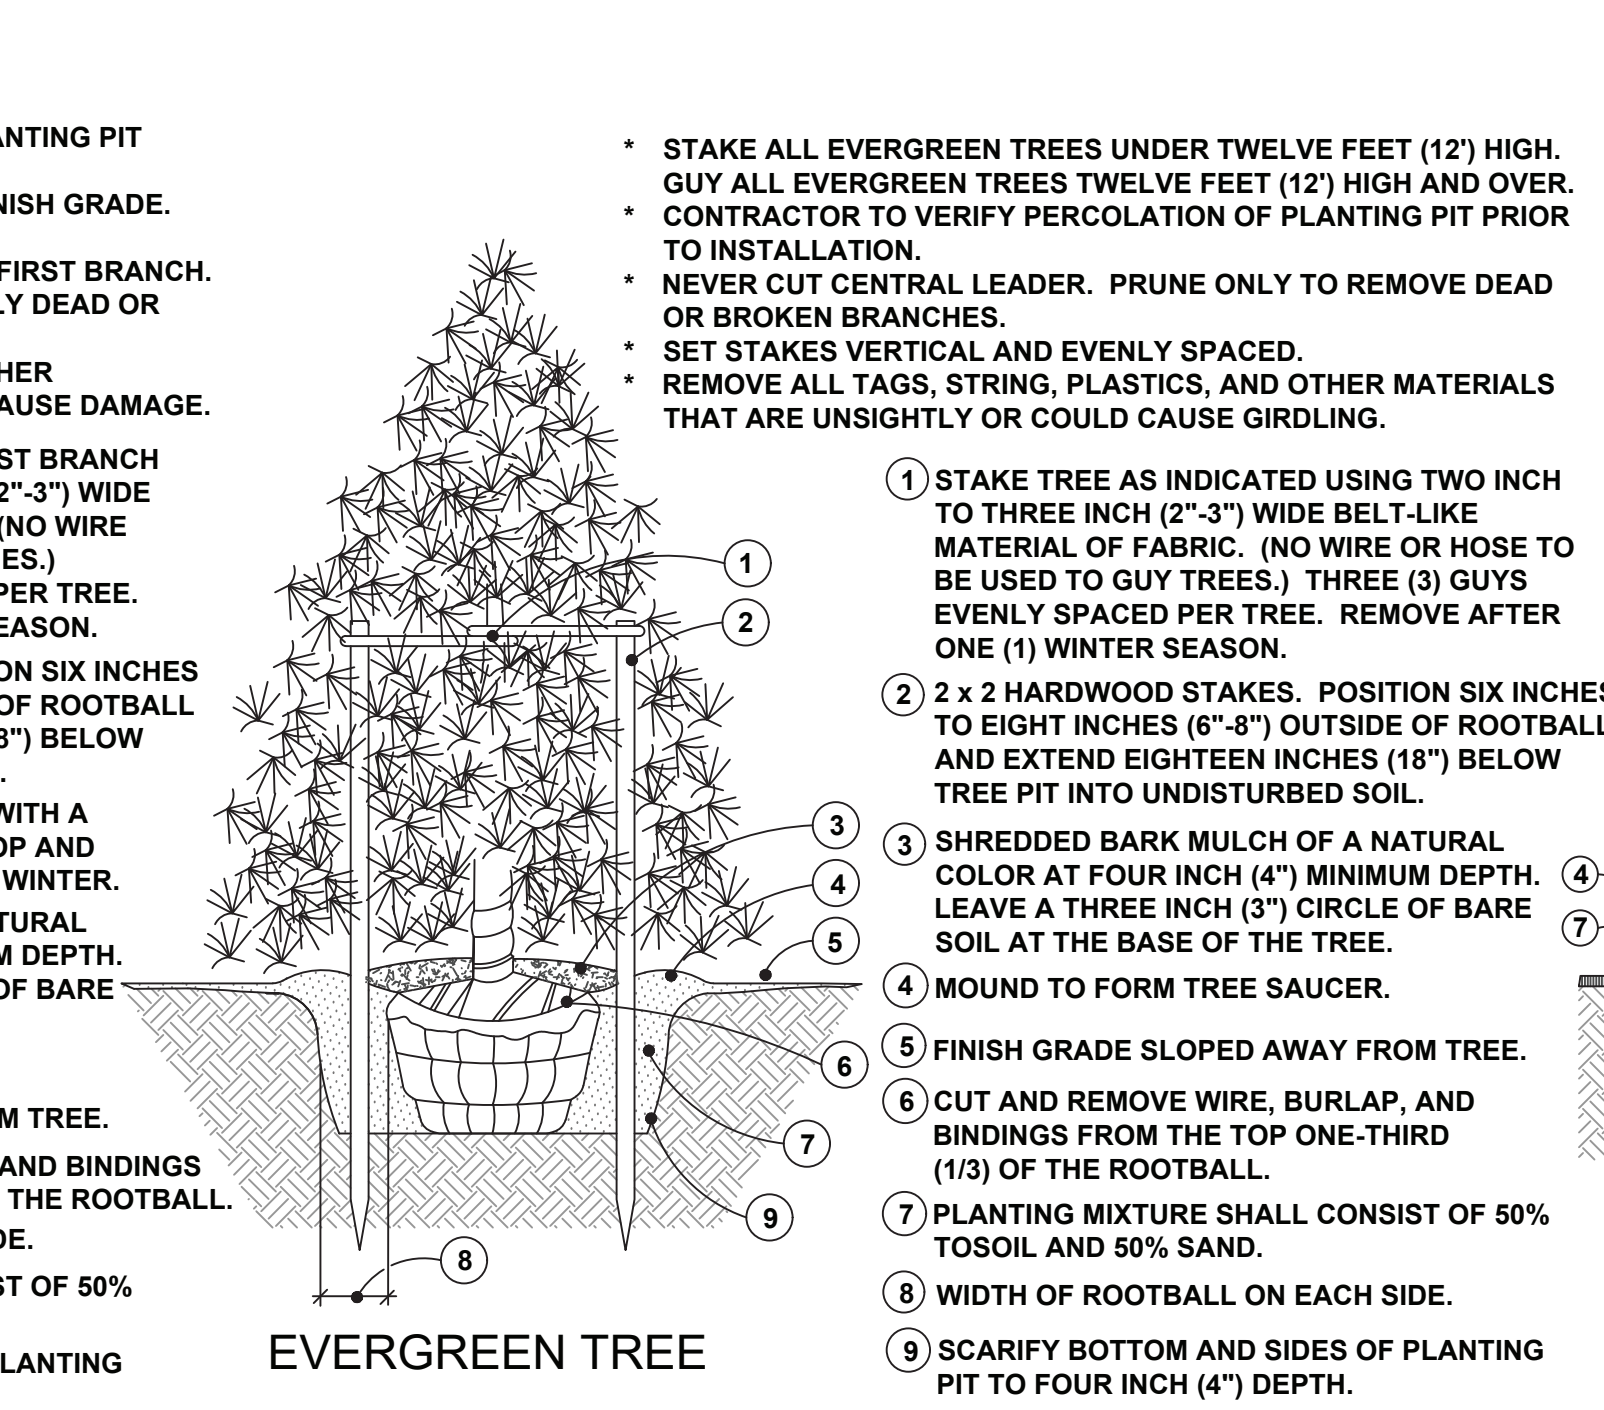 ANTING PIT
NISH GRADE.
FIRST BRANCH.
LY DEAD OR
HER
AUSE DAMAGE.
ST BRANCH
2"-3") WIDE
(NO WIRE
ES.)
PER TREE.
EASON.
ON SIX INCHES
OF ROOTBALL
8") BELOW
.
WITH A
OP AND
WINTER.
TURAL
M DEPTH.
OF BARE
M TREE.
AND BINDINGS
THE ROOTBALL.
DE.
ST OF 50%
LANTING
* STAKE ALL EVERGREEN TREES UNDER TWELVE FEET (12') HIGH.
GUY ALL EVERGREEN TREES TWELVE FEET (12') HIGH AND OVER.
* CONTRACTOR TO VERIFY PERCOLATION OF PLANTING PIT PRIOR
TO INSTALLATION.
* NEVER CUT CENTRAL LEADER. PRUNE ONLY TO REMOVE DEAD
OR BROKEN BRANCHES.
* SET STAKES VERTICAL AND EVENLY SPACED.
* REMOVE ALL TAGS, STRING, PLASTICS, AND OTHER MATERIALS
THAT ARE UNSIGHTLY OR COULD CAUSE GIRDLING.
1
2
3
4
5
6
7
9
8
EVERGREEN TREE
1 STAKE TREE AS INDICATED USING TWO INCH
TO THREE INCH (2"-3") WIDE BELT-LIKE
MATERIAL OF FABRIC. (NO WIRE OR HOSE TO
BE USED TO GUY TREES.) THREE (3) GUYS
EVENLY SPACED PER TREE. REMOVE AFTER
ONE (1) WINTER SEASON.
2 2 x 2 HARDWOOD STAKES. POSITION SIX INCHES
TO EIGHT INCHES (6"-8") OUTSIDE OF ROOTBALL
AND EXTEND EIGHTEEN INCHES (18") BELOW
TREE PIT INTO UNDISTURBED SOIL.
3 SHREDDED BARK MULCH OF A NATURAL
COLOR AT FOUR INCH (4") MINIMUM DEPTH.
LEAVE A THREE INCH (3") CIRCLE OF BARE
SOIL AT THE BASE OF THE TREE.
4 MOUND TO FORM TREE SAUCER.
5 FINISH GRADE SLOPED AWAY FROM TREE.
6 CUT AND REMOVE WIRE, BURLAP, AND
BINDINGS FROM THE TOP ONE-THIRD
(1/3) OF THE ROOTBALL.
7 PLANTING MIXTURE SHALL CONSIST OF 50%
TOSOIL AND 50% SAND.
8 WIDTH OF ROOTBALL ON EACH SIDE.
9 SCARIFY BOTTOM AND SIDES OF PLANTING
PIT TO FOUR INCH (4") DEPTH.
4
7